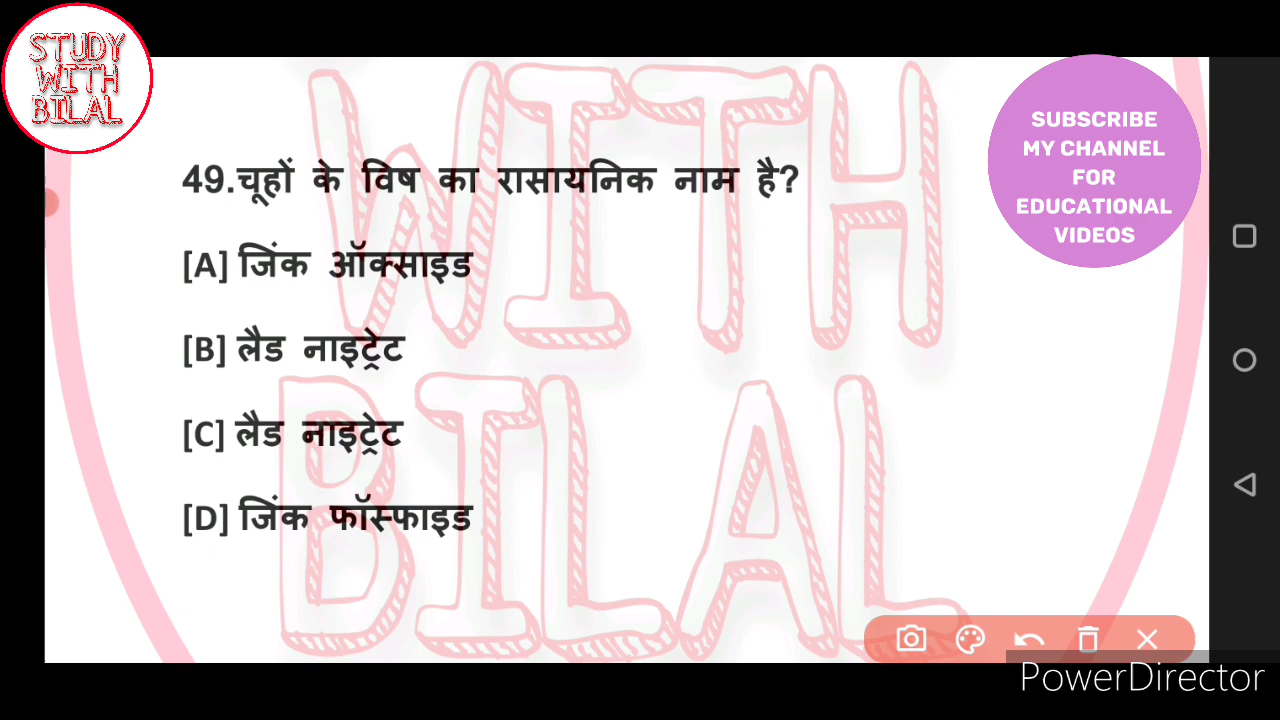 STUDY
WITH
BILAL
WITH
BILAL
SUBSCRIBE
MY CHANNEL
FOR
EDUCATIONAL
VIDEOS
49.चूहों के विष का रासायनिक नाम है?
[A] जिंक ऑक्साइड
[B] लैड नाइट्रेट
[C] लैड नाइट्रेट
[D] जिंक फॉस्फाइड
PowerDirector